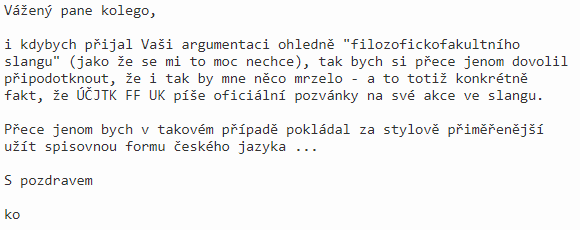 Vážený pane kolego,
i kdybych přijal Vaši argumentaci ohledně "filozofickofakultního
slangu" (jako že se mi to moc nechce), tak bych si přece jenom dovolil
připodotknout, že i tak by mne něco mrzelo - a to totiž konkrétně
fakt, že ÚČJTK FF UK píše oficiální pozvánky na své akce ve slangu.
Přece jenom bych v takovém případě pokládal za stylově přiměřenější
užít spisovnou formu českého jazyka ...
S pozdravem
ko